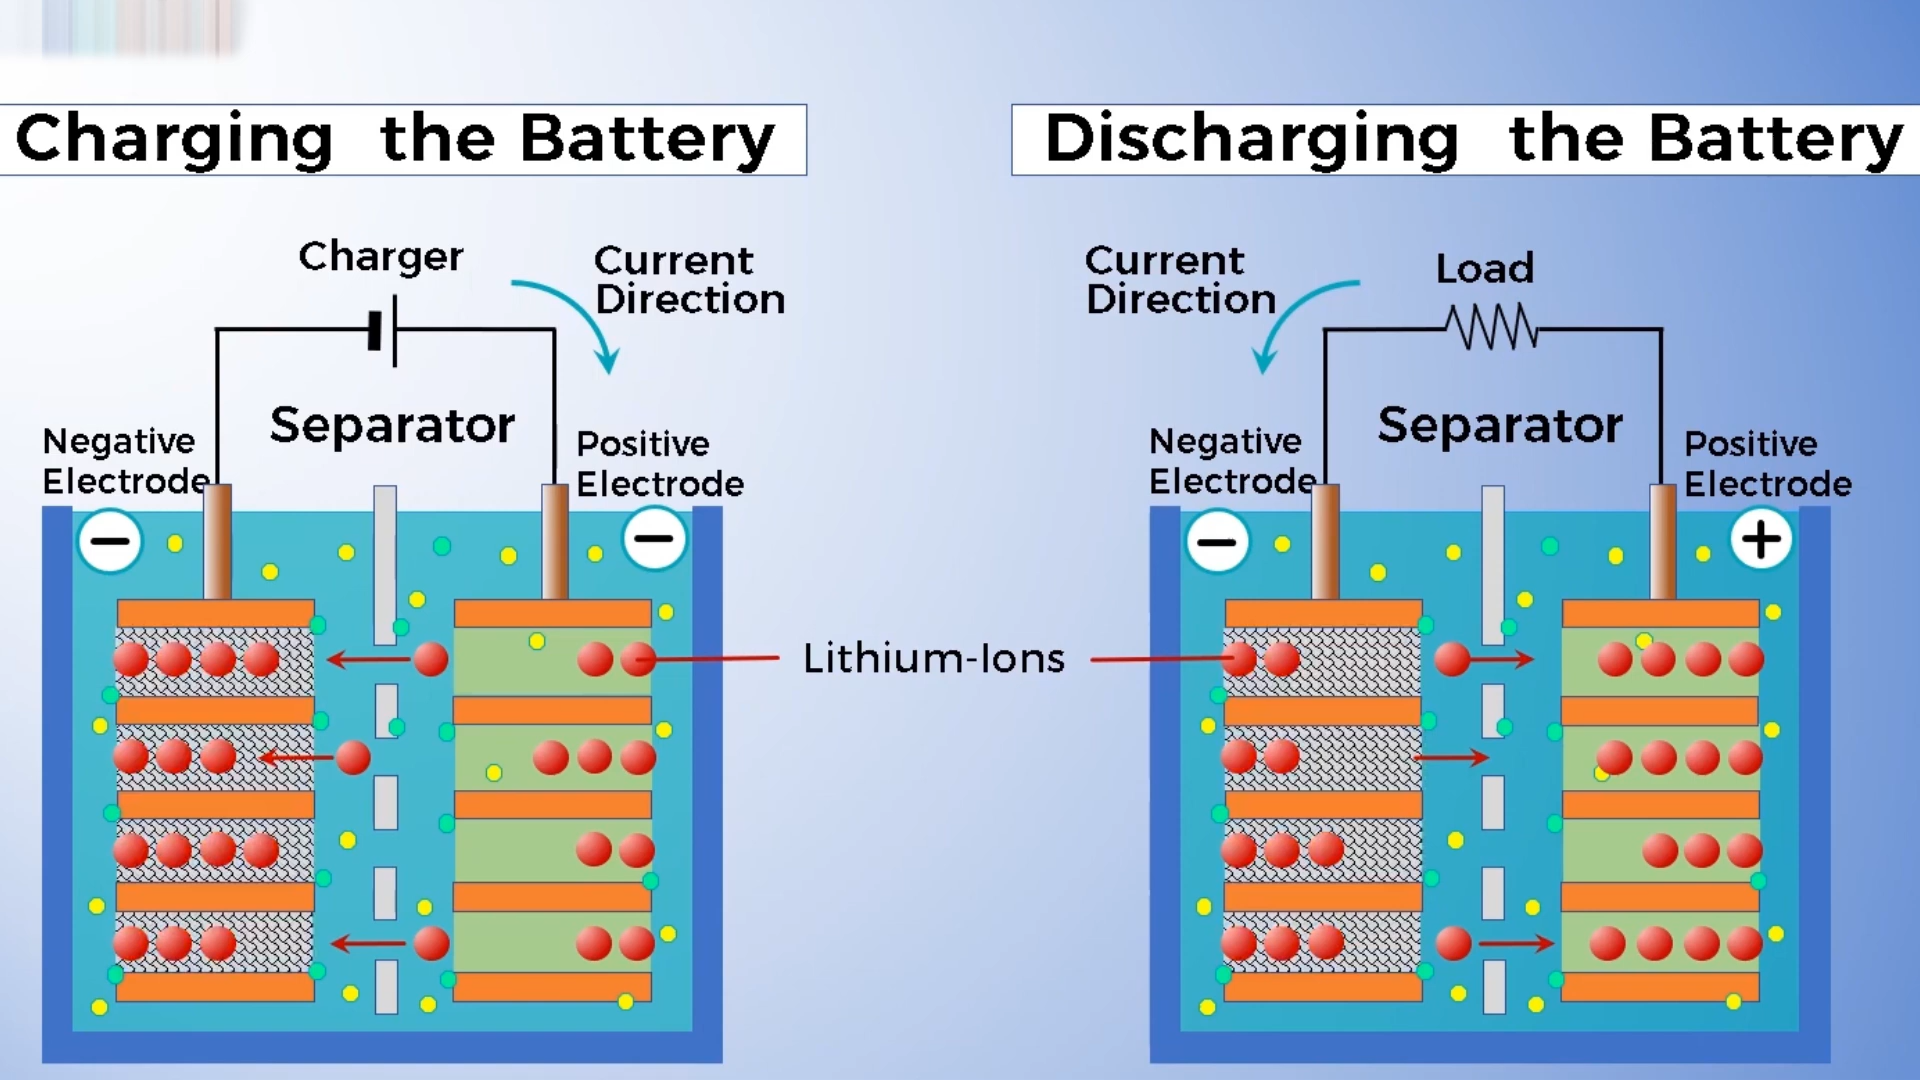 Charging the Battery
Discharging the Battery
Charger
Current
Direction
Separator
Negative
Electrode
Positive
Electrode
−
−
Lithium-Ions
Current
Direction
Load
Separator
Negative
Electrode
Positive
Electrode
−
+